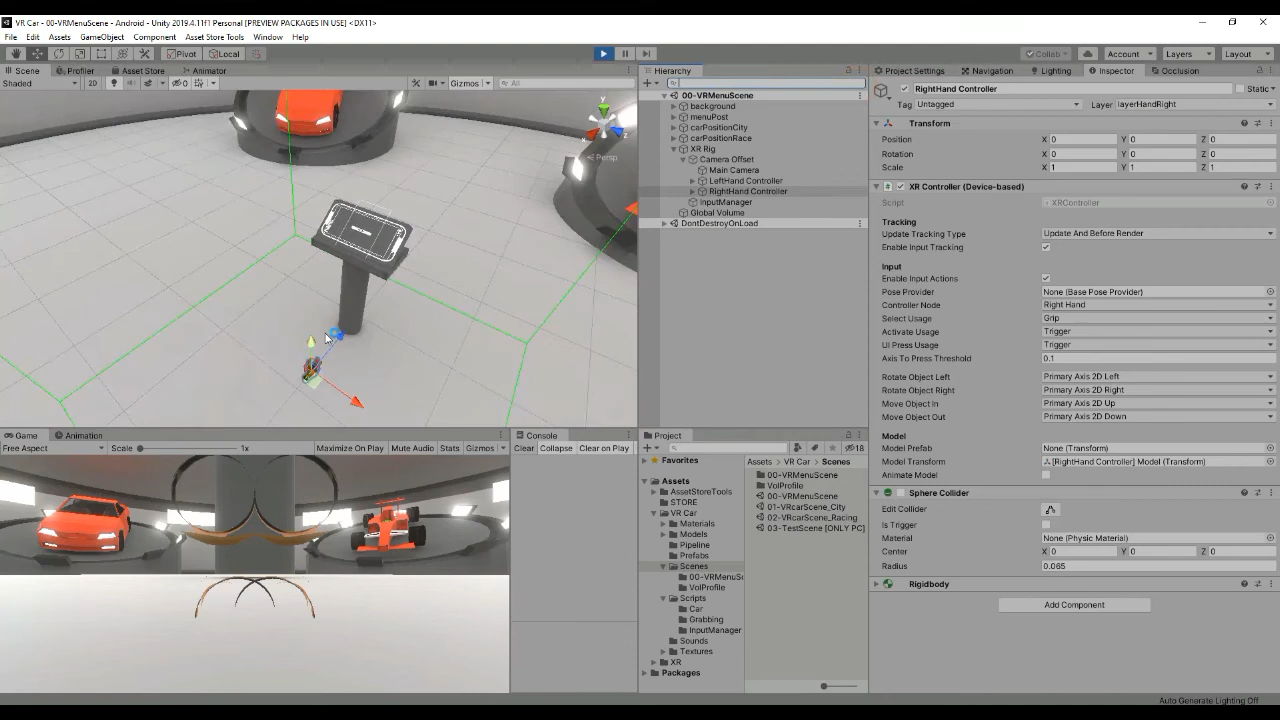 VR Car - 00-VRMenuScene - Android - Unity 2019.4.11f1 Personal [PREVIEW PACKAGES IN USE] <DX11>
File Edit Assets GameObject Component Asset Store Tools Window Help
Pivot Local Collab Account Layers Layout
Scene Profiler Asset Store Animator
Shaded 2D 0 Gizmos All
y
x
Persp
Game Animation
Free Aspect Scale 1x Maximize On Play Mute Audio Stats Gizmos
Console
Clear Collapse Clear on Play
Hierarchy
00-VRMenuScene
background
menuPost
carPositionCity
carPositionRace
XR Rig
Camera Offset
Main Camera
LeftHand Controller
RightHand Controller
InputManager
Global Volume
DontDestroyOnLoad
Project
18
Favorites
Assets
AssetStoreTools
STORE
VR Car
Materials
Models
Pipeline
Prefabs
Scenes
00-VRMenuSc
VolProfile
Scripts
Car
Grabbing
InputManager
Sounds
Textures
XR
Packages
Assets VR Car Scenes
00-VRMenuScene
VolProfile
00-VRMenuScene
01-VRcarScene_City
02-VRcarScene_Racing
03-TestScene [ONLY PC]
Project Settings Navigation Lighting Inspector Occlusion
RightHand Controller Static
Tag Untagged Layer layerHandRight
Transform
Position X 0 Y 0 Z 0
Rotation X 0 Y 0 Z 0
Scale X 1 Y 1 Z 1
XR Controller (Device-based)
Script XRController
Tracking
Update Tracking Type Update And Before Render
Enable Input Tracking
Input
Enable Input Actions
Pose Provider None (Base Pose Provider)
Controller Node Right Hand
Select Usage Grip
Activate Usage Trigger
UI Press Usage Trigger
Axis To Press Threshold 0.1
Rotate Object Left Primary Axis 2D Left
Rotate Object Right Primary Axis 2D Right
Move Object In Primary Axis 2D Up
Move Object Out Primary Axis 2D Down
Model
Model Prefab None (Transform)
Model Transform [RightHand Controller] Model (Transform)
Animate Model
Sphere Collider
Edit Collider
Is Trigger
Material None (Physic Material)
Center X 0 Y 0 Z 0
Radius 0.065
Rigidbody
Add Component
Auto Generate Lighting Off